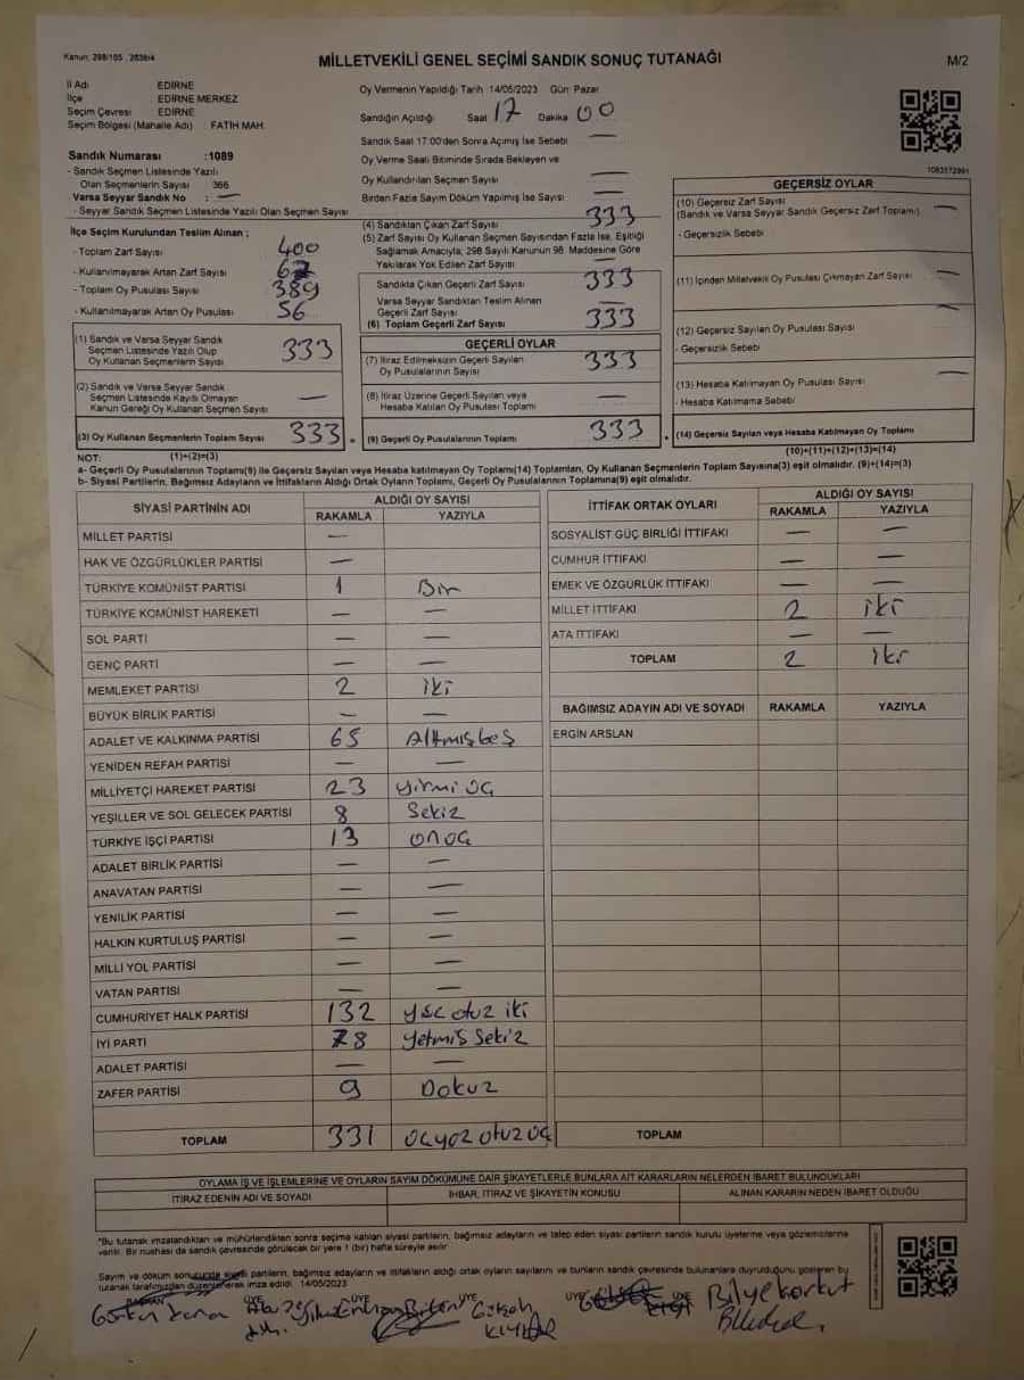 Kanun: 298/105 , 2839/4
MİLLETVEKİLİ GENEL SEÇİMİ SANDIK SONUÇ TUTANAĞI
M/2
İl Adı EDİRNE
İlçe EDİRNE MERKEZ
Seçim Çevresi EDİRNE
Seçim Bölgesi (Mahalle Adı) : FATİH MAH.
Sandık Numarası :1089
- Sandık Seçmen Listesinde Yazılı
Olan Seçmenlerin Sayısı 366
Varsa Seyyar Sandık No : —
- Seyyar Sandık Seçmen Listesinde Yazılı Olan Seçmen Sayısı
Oy Vermenin Yapıldığı Tarih 14/05/2023 Gün: Pazar
Sandığın Açıldığı Saat 17 Dakika 00
Sandık Saat 17:00'den Sonra Açımış İse Sebebi —
Oy Verme Saati Bitiminde Sırada Bekleyen ve
Oy Kullandırılan Seçmen Sayısı —
Birden Fazla Sayım Döküm Yapılmış İse Sayısı —
1083572991
İlçe Seçim Kurulundan Teslim Alınan ;
- Toplam Zarf Sayısı 400
- Kullanılmayarak Artan Zarf Sayısı 67
- Toplam Oy Pusulası Sayısı 389
- Kullanılmayarak Artan Oy Pusulası 56
(1) Sandık ve Varsa Seyyar Sandık
Seçmen Listesinde Yazılı Olup
Oy Kullanan Seçmenlerin Sayısı 333
(2) Sandık ve Varsa Seyyar Sandık
Seçmen Listesinde Kayıtlı Olmayan
Kanun Gereği Oy Kullanan Seçmen Sayısı —
(3) Oy Kullanan Seçmenlerin Toplam Sayısı 333
(4) Sandıktan Çıkan Zarf Sayısı 333
(5) Zarf Sayısı Oy Kullanan Seçmen Sayısından Fazla İse, Eşitliği
Sağlamak Amacıyla, 298 Sayılı Kanunun 98. Maddesine Göre
Yakılarak Yok Edilen Zarf Sayısı —
Sandıkta Çıkan Geçerli Zarf Sayısı 333
Varsa Seyyar Sandıktan Teslim Alınan
Geçerli Zarf Sayısı —
(6) Toplam Geçerli Zarf Sayısı 333
GEÇERLİ OYLAR
(7) İtiraz Edilmeksizin Geçerli Sayılan
Oy Pusulalarının Sayısı 333
(8) İtiraz Üzerine Geçerli Sayılan veya
Hesaba Katılan Oy Pusulası Toplamı —
(9) Geçerli Oy Pusulalarının Toplamı 333
GEÇERSİZ OYLAR
(10) Geçersiz Zarf Sayısı —
(Sandık ve Varsa Seyyar Sandık Geçersiz Zarf Toplamı)
- Geçersizlik Sebebi
(11) İçinden Milletvekili Oy Pusulası Çıkmayan Zarf Sayısı —
(12) Geçersiz Sayılan Oy Pusulası Sayısı —
- Geçersizlik Sebebi
(13) Hesaba Katılmayan Oy Pusulası Sayısı —
- Hesaba Katılmama Sebebi
(14) Geçersiz Sayılan veya Hesaba Katılmayan Oy Toplamı
NOT: (1)+(2)=(3)
(10)+(11)+(12)+(13)=(14)
a- Geçerli Oy Pusulalarının Toplamı(9) ile Geçersiz Sayılan veya Hesaba katılmayan Oy Toplamı(14) Toplamları, Oy Kullanan Seçmenlerin Toplam Sayısına(3) eşit olmalıdır. (9)+(14)=(3)
b- Siyasi Partilerin, Bağımsız Adayların ve İttifakların Aldığı Ortak Oyların Toplamı, Geçerli Oy Pusulalarının Toplamına(9) eşit olmalıdır.
SİYASİ PARTİNİN ADI ALDIĞI OY SAYISI
RAKAMLA YAZIYLA
MİLLET PARTİSİ —
HAK VE ÖZGÜRLÜKLER PARTİSİ —
TÜRKİYE KOMÜNİST PARTİSİ 1 Bir
TÜRKİYE KOMÜNİST HAREKETİ — —
SOL PARTİ — —
GENÇ PARTİ — —
MEMLEKET PARTİSİ 2 iki
BÜYÜK BİRLİK PARTİSİ — —
ADALET VE KALKINMA PARTİSİ 65 Altmışbeş
YENİDEN REFAH PARTİSİ — —
MİLLİYETÇİ HAREKET PARTİSİ 23 yirmi üç
YEŞİLLER VE SOL GELECEK PARTİSİ 8 Sekiz
TÜRKİYE İŞÇİ PARTİSİ 13 onüç
ADALET BİRLİK PARTİSİ — —
ANAVATAN PARTİSİ — —
YENİLİK PARTİSİ — —
HALKIN KURTULUŞ PARTİSİ — —
MİLLİ YOL PARTİSİ — —
VATAN PARTİSİ — —
CUMHURİYET HALK PARTİSİ 132 yüz otuz iki
İYİ PARTİ 78 yetmiş Sekiz
ADALET PARTİSİ — —
ZAFER PARTİSİ 9 Dokuz
TOPLAM 331 üçyüz otuz üç
İTTİFAK ORTAK OYLARI ALDIĞI OY SAYISI
RAKAMLA YAZIYLA
SOSYALİST GÜÇ BİRLİĞİ İTTİFAKI — —
CUMHUR İTTİFAKI — —
EMEK VE ÖZGÜRLÜK İTTİFAKI — —
MİLLET İTTİFAKI 2 iki
ATA İTTİFAKI — —
TOPLAM 2 iki
BAĞIMSIZ ADAYIN ADI VE SOYADI RAKAMLA YAZIYLA
ERGİN ARSLAN
TOPLAM
OYLAMA İŞ VE İŞLEMLERİNE VE OYLARIN SAYIM DÖKÜMÜNE DAİR ŞİKAYETLERLE BUNLARA AİT KARARLARIN NELERDEN İBARET BULUNDUKLARI
İTİRAZ EDENİN ADI VE SOYADI İHBAR, İTİRAZ VE ŞİKAYETİN KONUSU ALINAN KARARIN NEDEN İBARET OLDUĞU
*Bu tutanak imzalandıktan ve mühürlendikten sonra seçime katılan siyasi partilerin, bağımsız adayların ve talep eden siyasi partilerin sandık kurulu üyelerine veya gözlemcilerine
verilir. Bir nüshası da sandık çevresinde görülecek bir yere 1 (bir) hafta süreyle asılır.
Sayım ve döküm sonucunda siyasi partilerin, bağımsız adayların ve ittifakların aldığı ortak oyların sayılarını ve bunların sandık çevresinde bulunanlara duyurulduğunu gösteren bu
tutanak tarafımızdan düzenlenerek imza edildi. 14/05/2023
BAŞKAN ÜYE ÜYE ÜYE ÜYE ÜYE